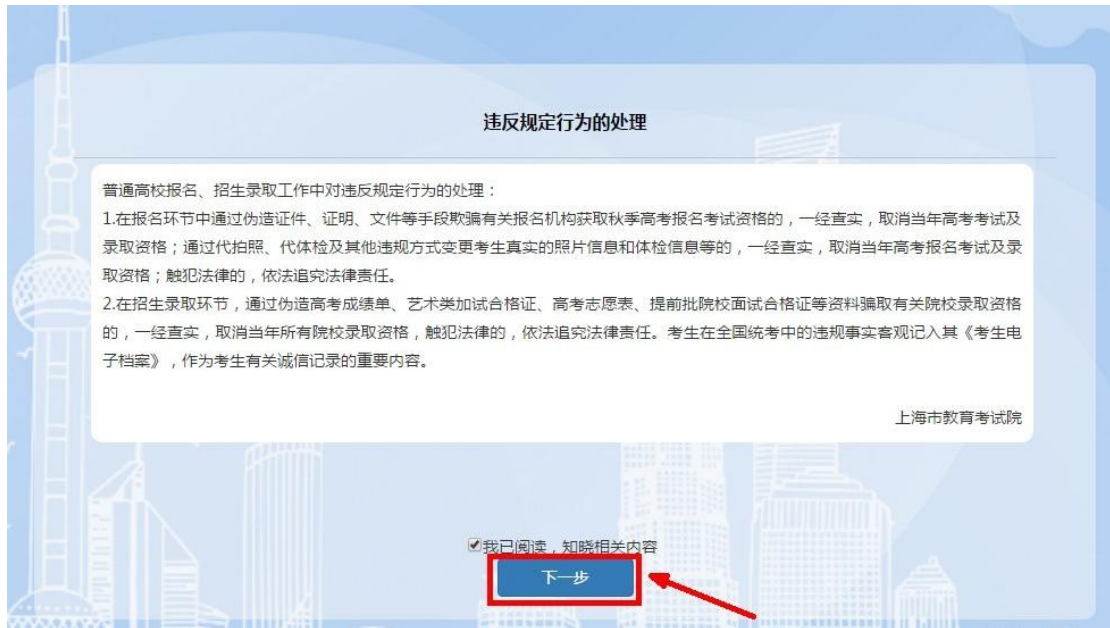 违反规定行为的处理
普通高校报名、招生录取工作中对违反规定行为的处理：
1.在报名环节中通过伪造证件、证明、文件等手段欺骗有关报名机构获取秋季高考报名考试资格的，一经查实，取消当年高考考试及
录取资格；通过代拍照、代体检及其他违规方式变更考生真实的照片信息和体检信息等的，一经查实，取消当年高考报名考试及录
取资格；触犯法律的，依法追究法律责任。
2.在招生录取环节，通过伪造高考成绩单、艺术类加试合格证、高考志愿表、提前批院校面试合格证等资料骗取有关院校录取资格
的，一经查实，取消当年所有院校录取资格，触犯法律的，依法追究法律责任。考生在全国统考中的违规事实客观记入其《考生电
子档案》，作为考生有关诚信记录的重要内容。
上海市教育考试院
我已阅读，知晓相关内容
下一步